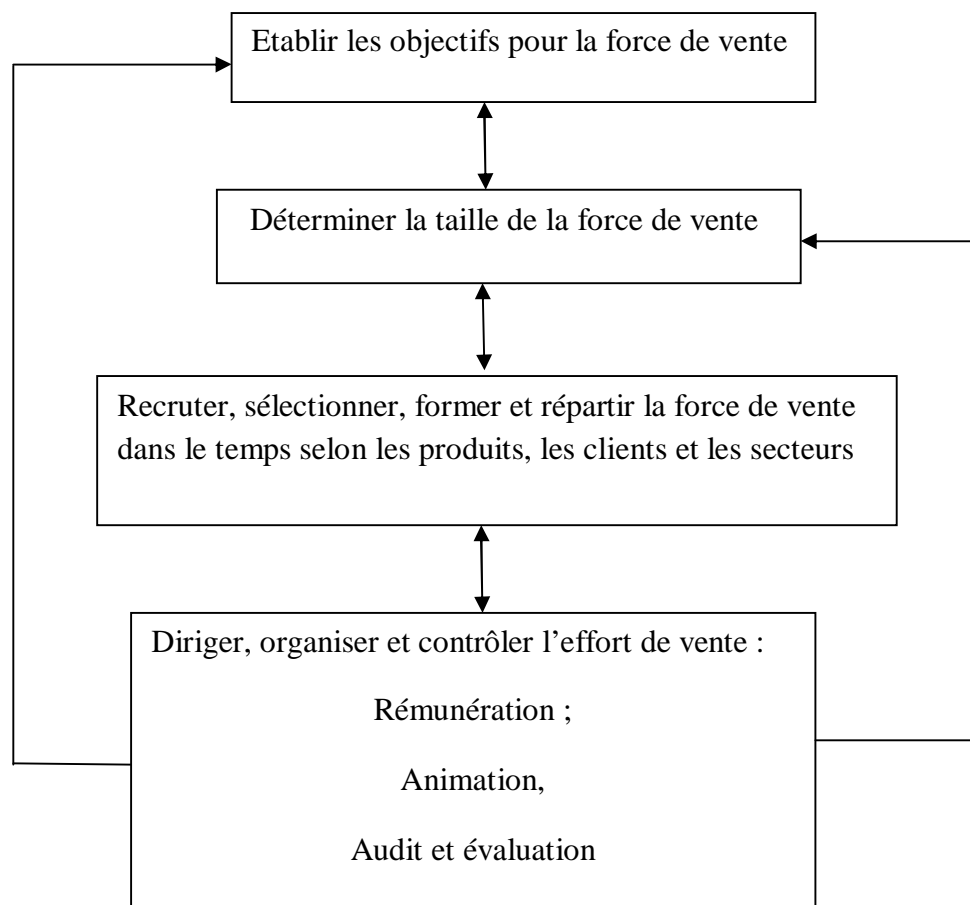 Etablir les objectifs pour la force de vente
Déterminer la taille de la force de vente
Recruter, sélectionner, former et répartir la force de vente
dans le temps selon les produits, les clients et les secteurs
Diriger, organiser et contrôler l’effort de vente :
Rémunération ;
Animation,
Audit et évaluation